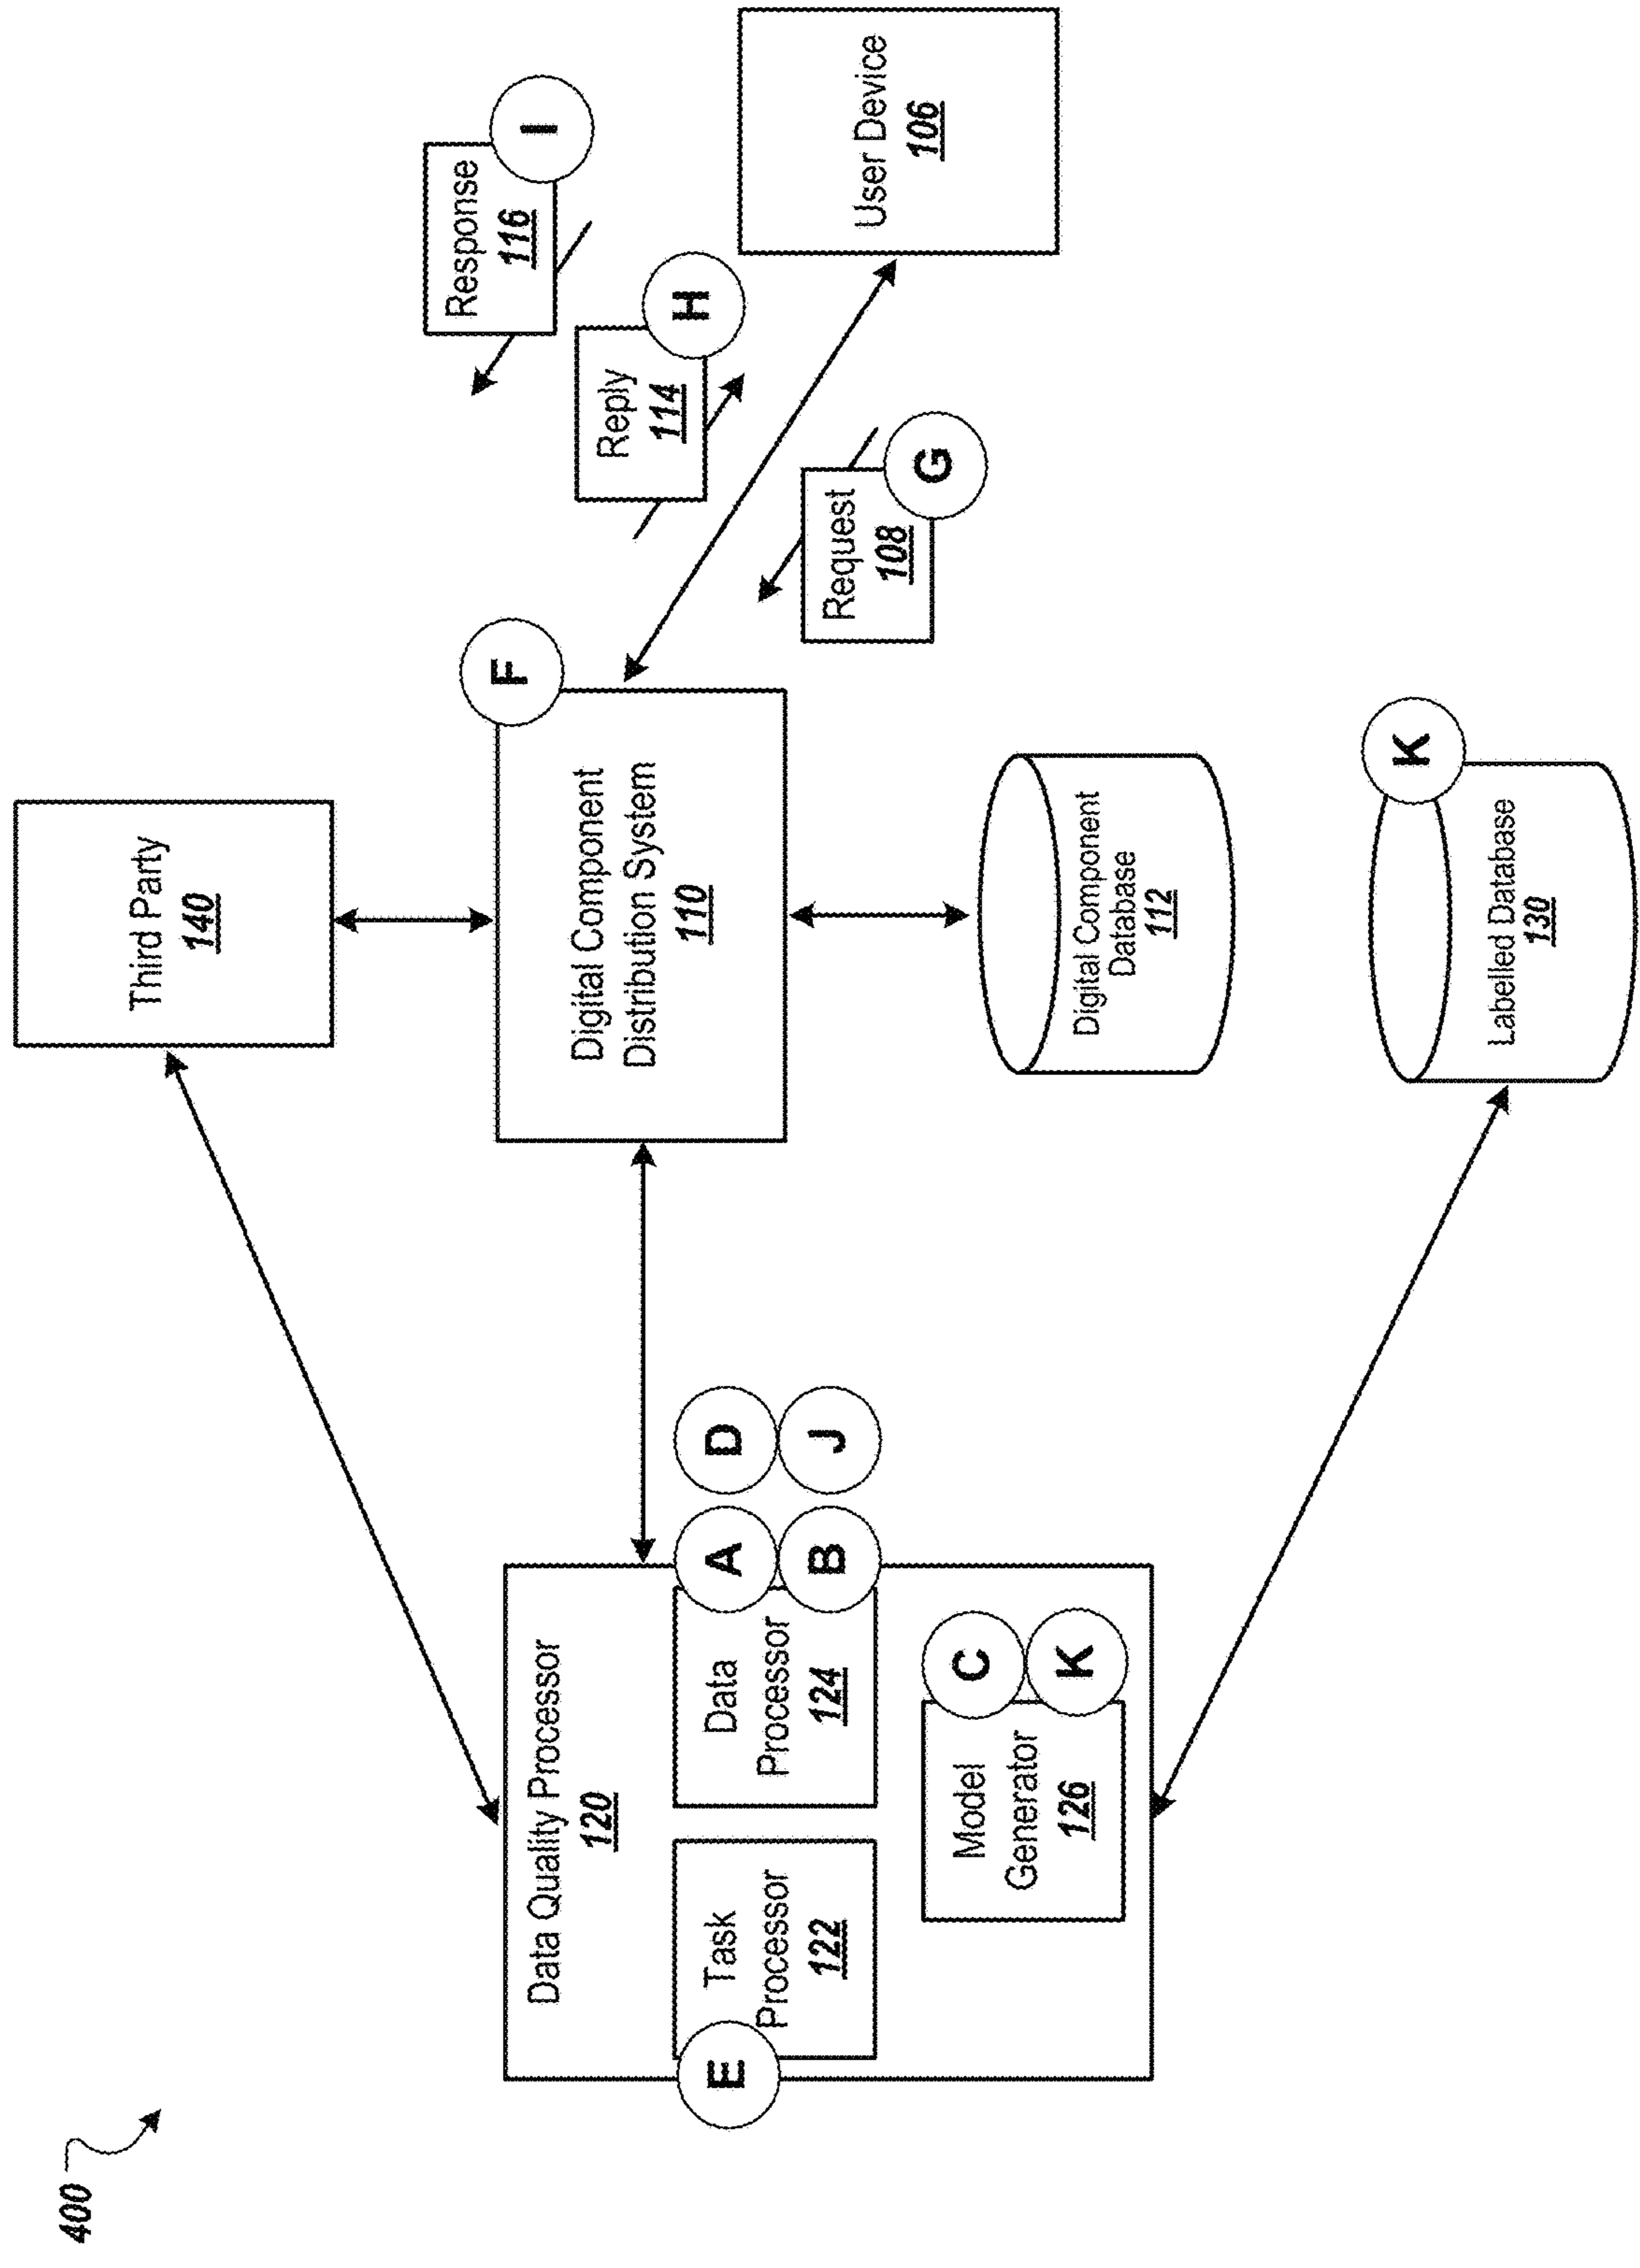 400
Data Quality Processor
120
E
Task
Processor
122
Data
Processor
124
A
D
B
J
Model
Generator
126
C
K
Third Party
140
F
Digital Component
Distribution System
110
Digital Component
Database
112
K
Labelled Database
130
Response
116
I
Reply
114
H
Request
108
G
User Device
106